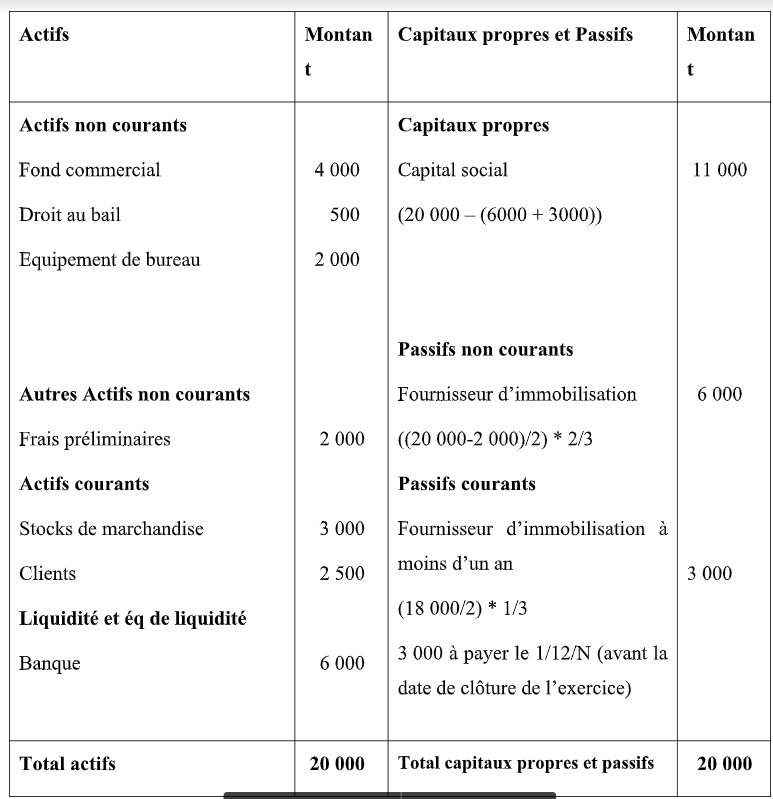 Actifs Montan Capitaux propres et Passifs Montan
t t
Actifs non courants Capitaux propres
Fond commercial 4 000 Capital social 11 000
Droit au bail 500 (20 000 – (6000 + 3000))
Equipement de bureau 2 000
Passifs non courants
Autres Actifs non courants Fournisseur d’immobilisation 6 000
Frais préliminaires 2 000 ((20 000-2 000)/2) * 2/3
Actifs courants Passifs courants
Stocks de marchandise 3 000 Fournisseur d’immobilisation à
moins d’un an
Clients 2 500 3 000
(18 000/2) * 1/3
Liquidité et éq de liquidité
Banque 6 000 3 000 à payer le 1/12/N (avant la
date de clôture de l’exercice)
Total actifs 20 000 Total capitaux propres et passifs 20 000